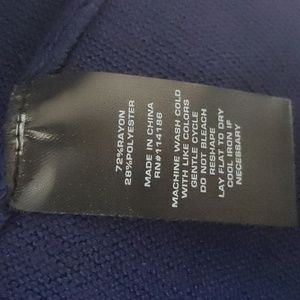 72%RAYON
28%POLYESTER
MADE IN CHINA
RN#114186
MACHINE WASH COLD
WITH LIKE COLORS
GENTLE CYCLE
DO NOT BLEACH
RESHAPE
LAY FLAT TO DRY
COOL IRON IF
NECESSARY